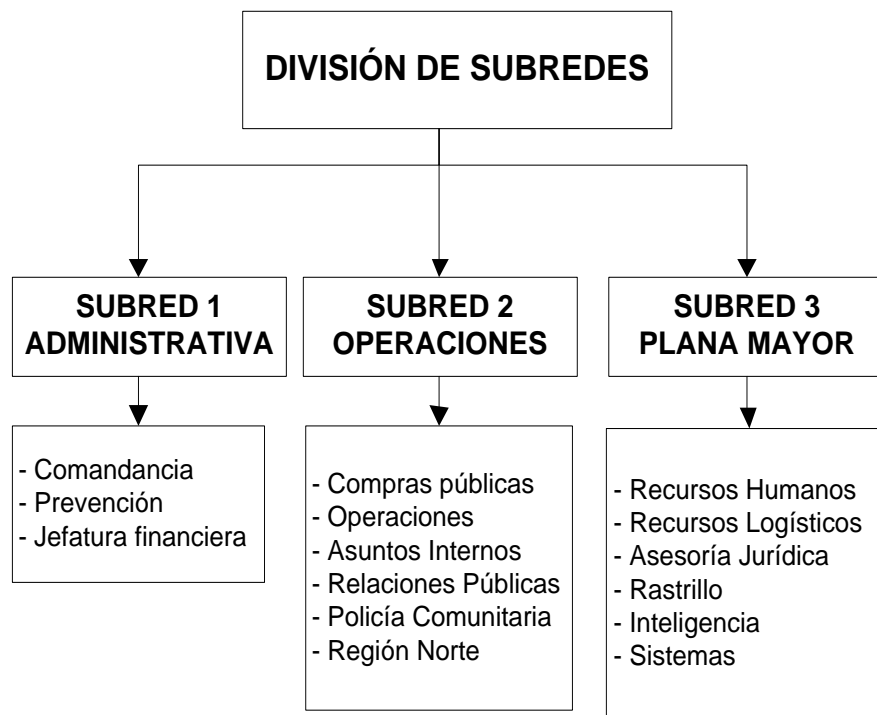 DIVISIÓN DE SUBREDES
SUBRED 1
ADMINISTRATIVA
SUBRED 2
OPERACIONES
SUBRED 3
PLANA MAYOR
- Comandancia
- Prevención
- Jefatura financiera
- Compras públicas
- Operaciones
- Asuntos Internos
- Relaciones Públicas
- Policía Comunitaria
- Región Norte
- Recursos Humanos
- Recursos Logísticos
- Asesoría Jurídica
- Rastrillo
- Inteligencia
- Sistemas